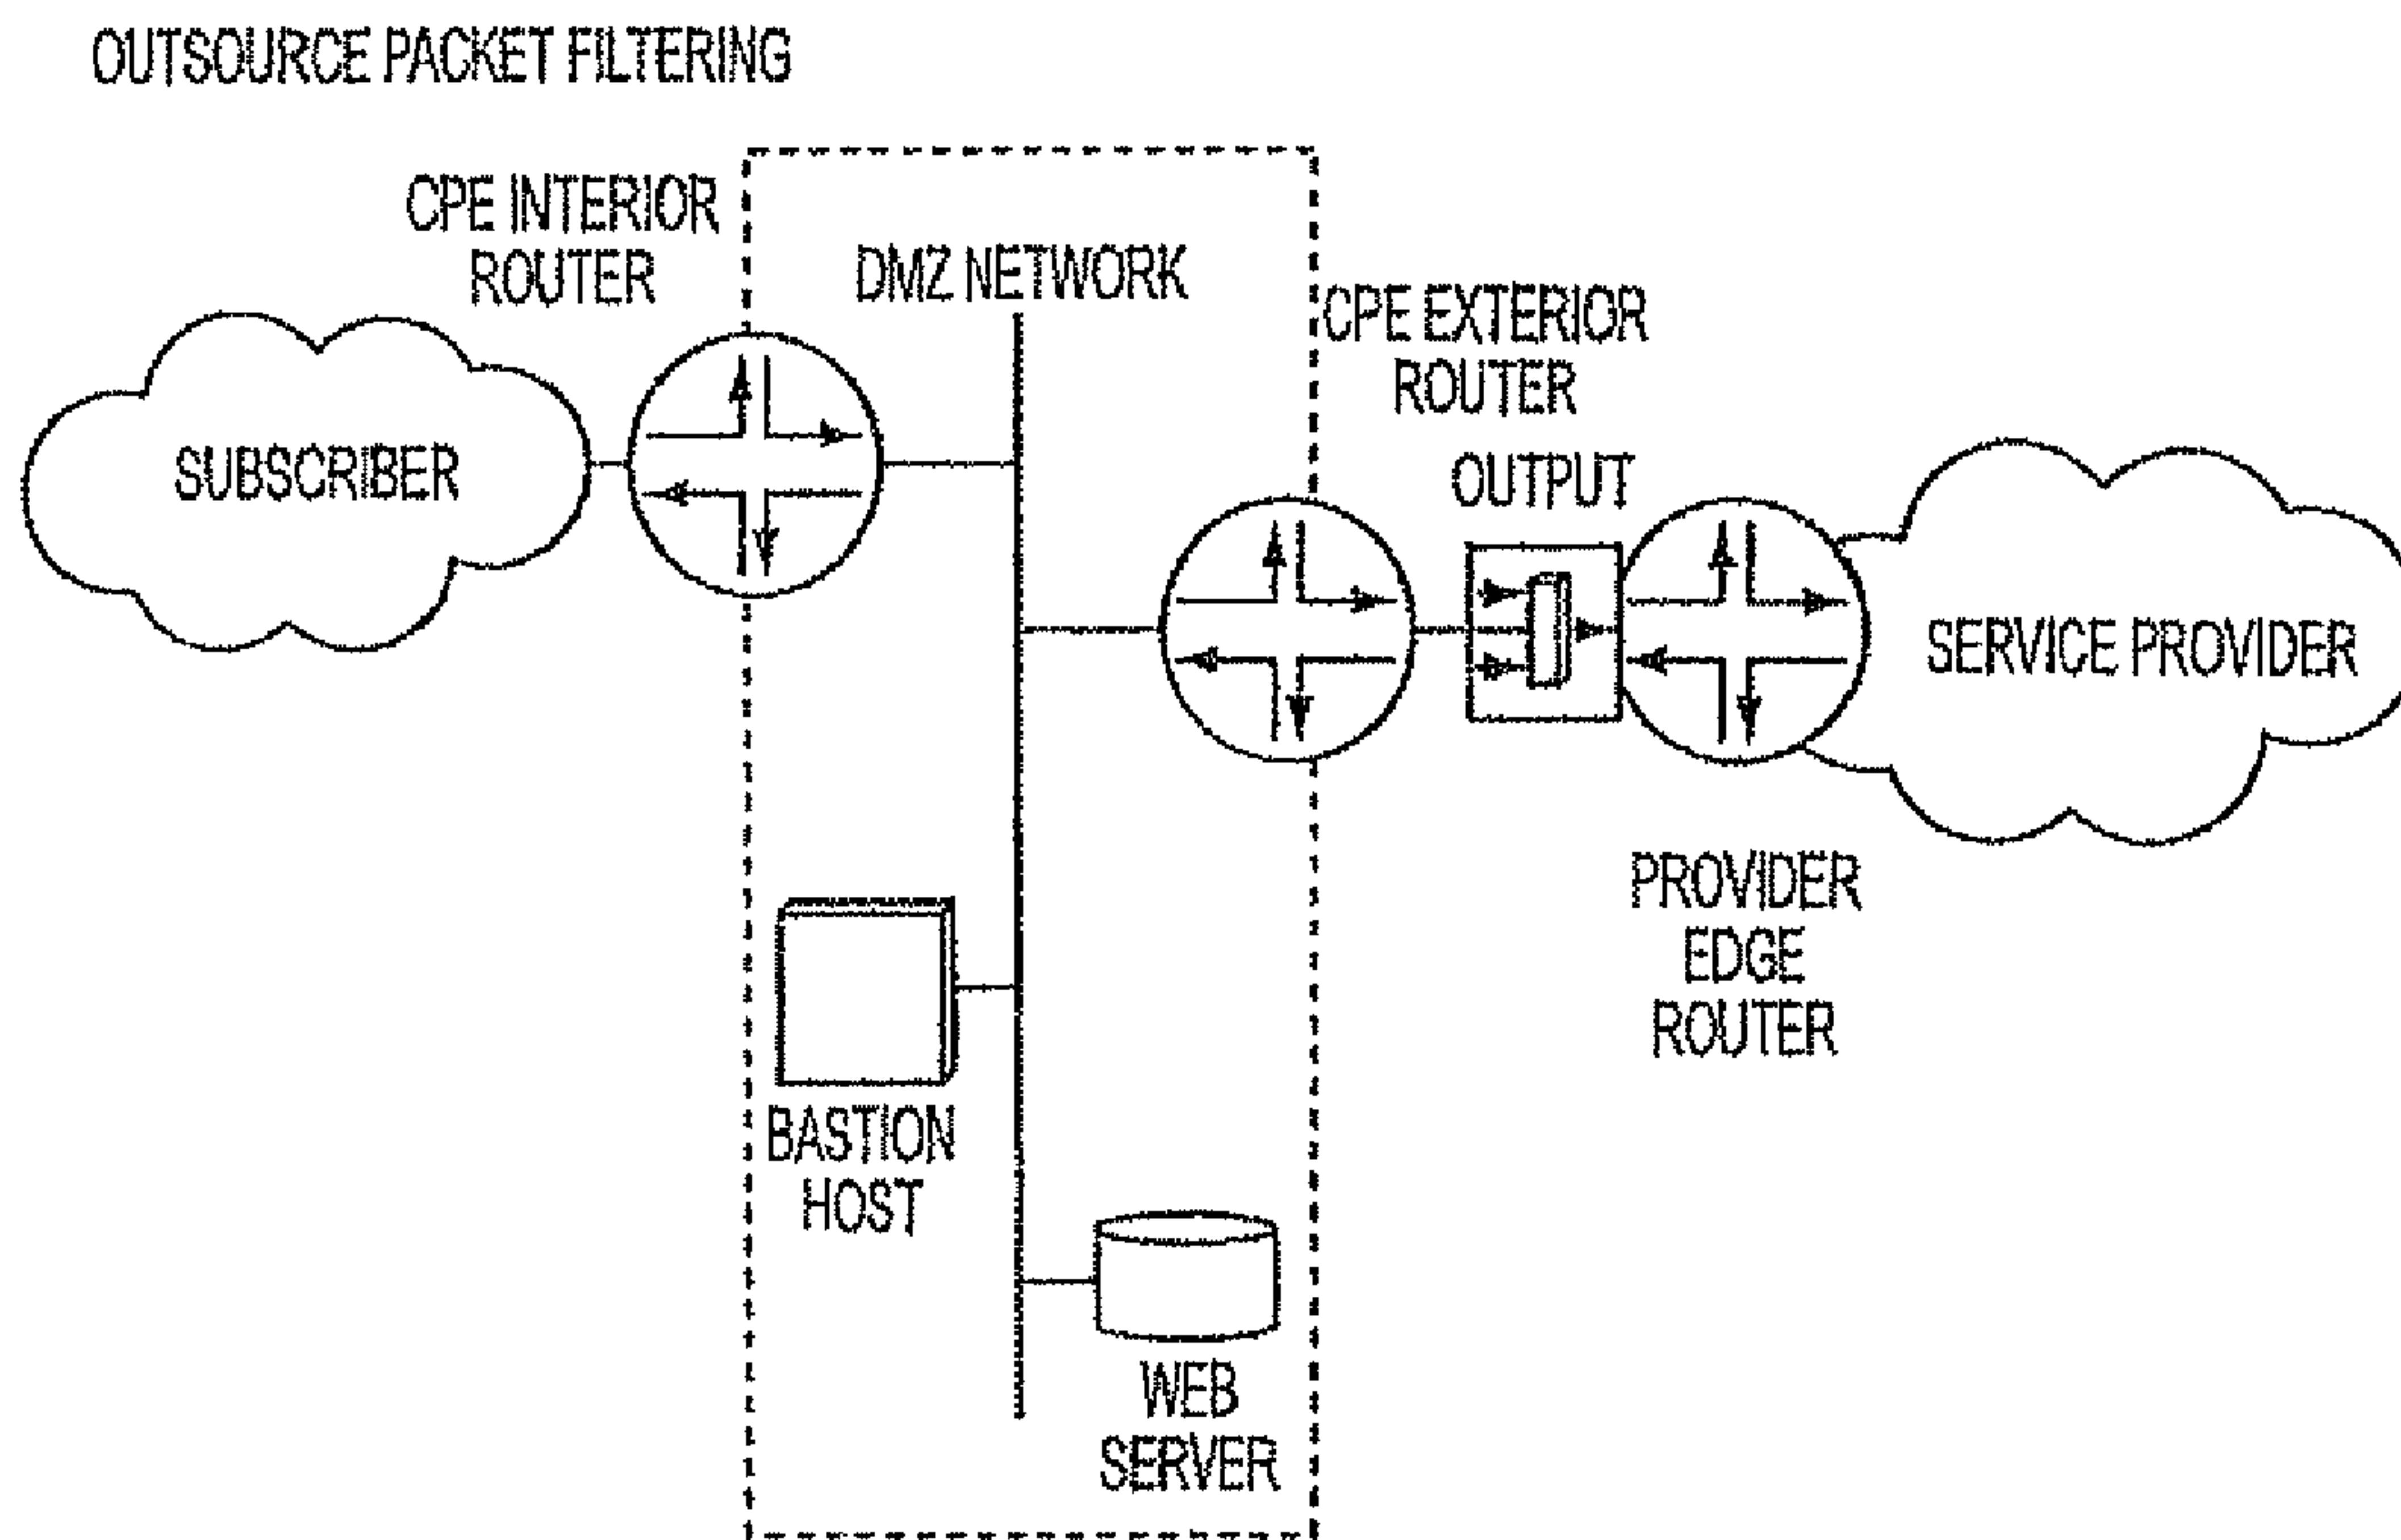 OUTSOURCE PACKET FILTERING
CPE INTERIOR
ROUTER
DMZ NETWORK
CPE EXTERIOR
ROUTER
SUBSCRIBER
OUTPUT
SERVICE PROVIDER
PROVIDER
EDGE
ROUTER
BASTION
HOST
WEB
SERVER